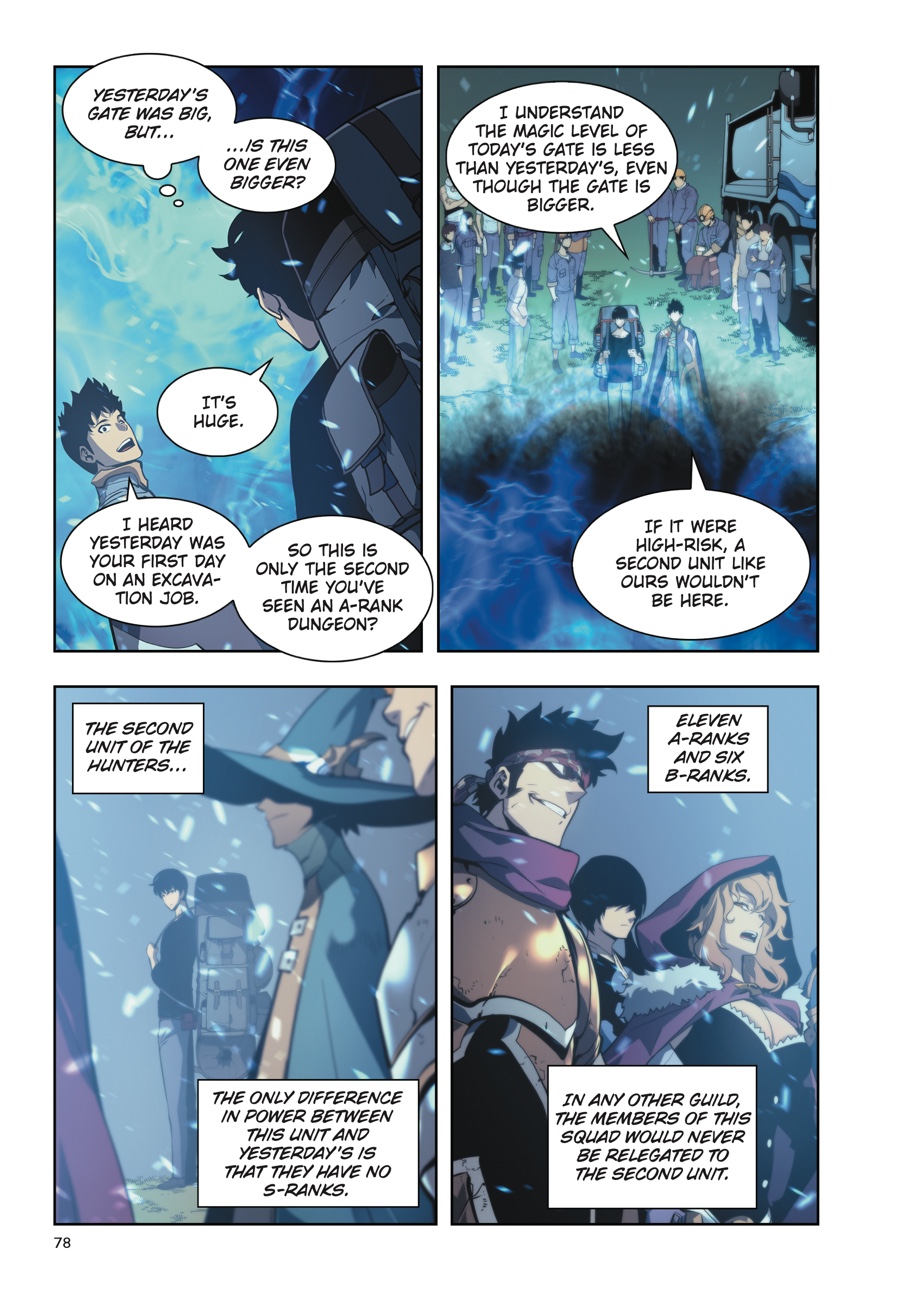 YESTERDAY'S
GATE WAS BIG,
BUT...
...IS THIS
ONE EVEN
BIGGER?
IT'S
HUGE.
I HEARD
YESTERDAY WAS
YOUR FIRST DAY
ON AN EXCAVA-
TION JOB.
SO THIS IS
ONLY THE SECOND
TIME YOU'VE
SEEN AN A-RANK
DUNGEON?
I UNDERSTAND
THE MAGIC LEVEL OF
TODAY'S GATE IS LESS
THAN YESTERDAY'S, EVEN
THOUGH THE GATE IS
BIGGER.
IF IT WERE
HIGH-RISK, A
SECOND UNIT LIKE
OURS WOULDN'T
BE HERE.
THE SECOND
UNIT OF THE
HUNTERS...
THE ONLY DIFFERENCE
IN POWER BETWEEN
THIS UNIT AND
YESTERDAY'S IS
THAT THEY HAVE NO
S-RANKS.
ELEVEN
A-RANKS
AND SIX
B-RANKS.
IN ANY OTHER GUILD,
THE MEMBERS OF THIS
SQUAD WOULD NEVER
BE RELEGATED TO
THE SECOND UNIT.
78